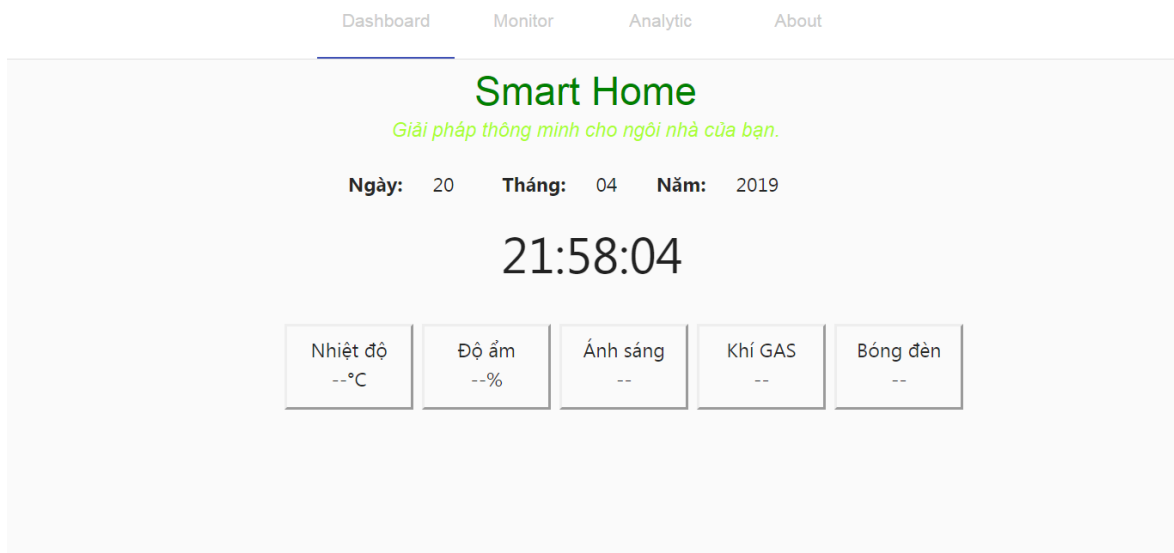 Dashboard Monitor Analytic About
Smart Home
Giải pháp thông minh cho ngôi nhà của bạn.
Ngày: 20 Tháng: 04 Năm: 2019
21:58:04
Nhiệt độ Độ ẩm Ánh sáng Khí GAS Bóng đèn
--°C --% -- -- --